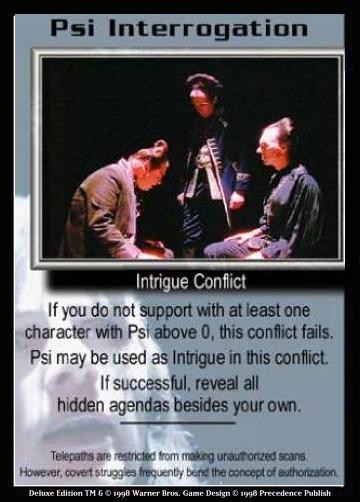 Psi Interrogation
Intrigue Conflict
If you do not support with at least one
character with Psi above 0, this conflict fails.
Psi may be used as Intrigue in this conflict.
If successful, reveal all
hidden agendas besides your own.
Telepaths are restricted from making unauthorized scans.
However, covert struggles frequently bend the concept of authorization.
Deluxe Edition TM & © 1998 Warner Bros. Game Design © 1998 Precedence Publish